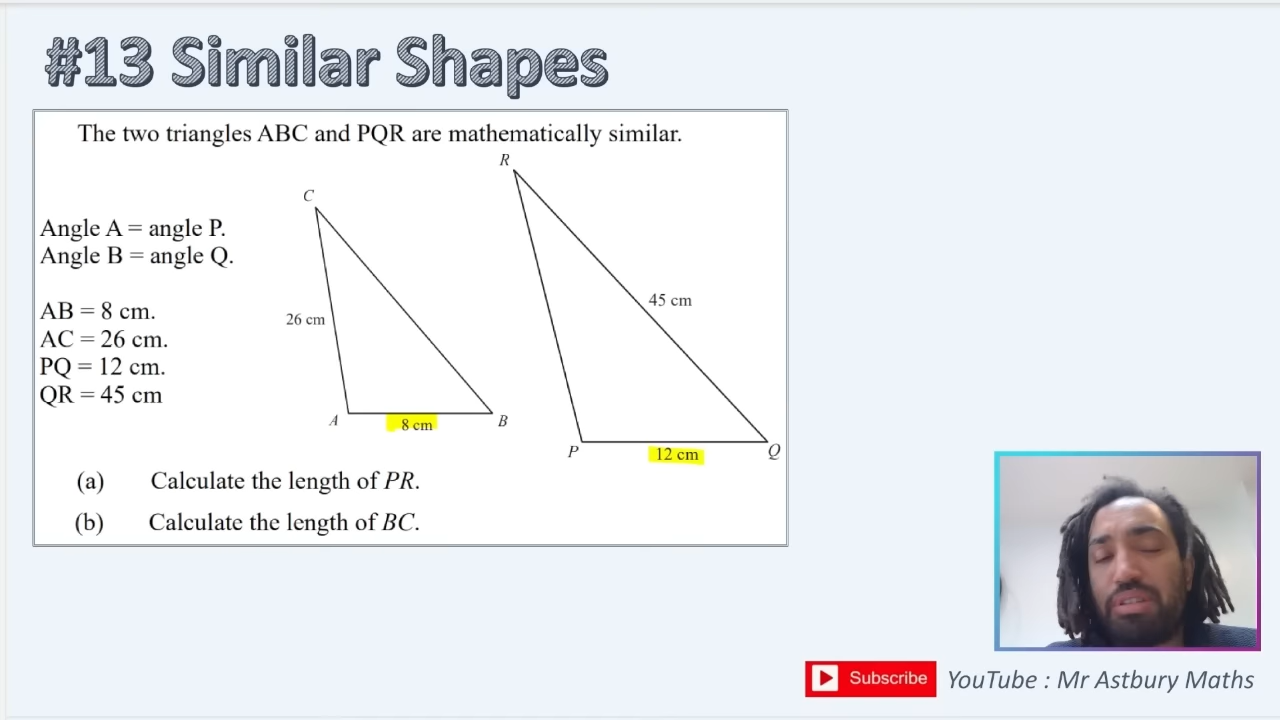 #13 Similar Shapes
The two triangles ABC and PQR are mathematically similar.
R
C
Angle A = angle P.
Angle B = angle Q.
45 cm
AB = 8 cm.
26 cm
AC = 26 cm.
PQ = 12 cm.
QR = 45 cm
A
8 cm
B
P
12 cm
Q
(a) Calculate the length of PR.
(b) Calculate the length of BC.
Subscribe
YouTube : Mr Astbury Maths